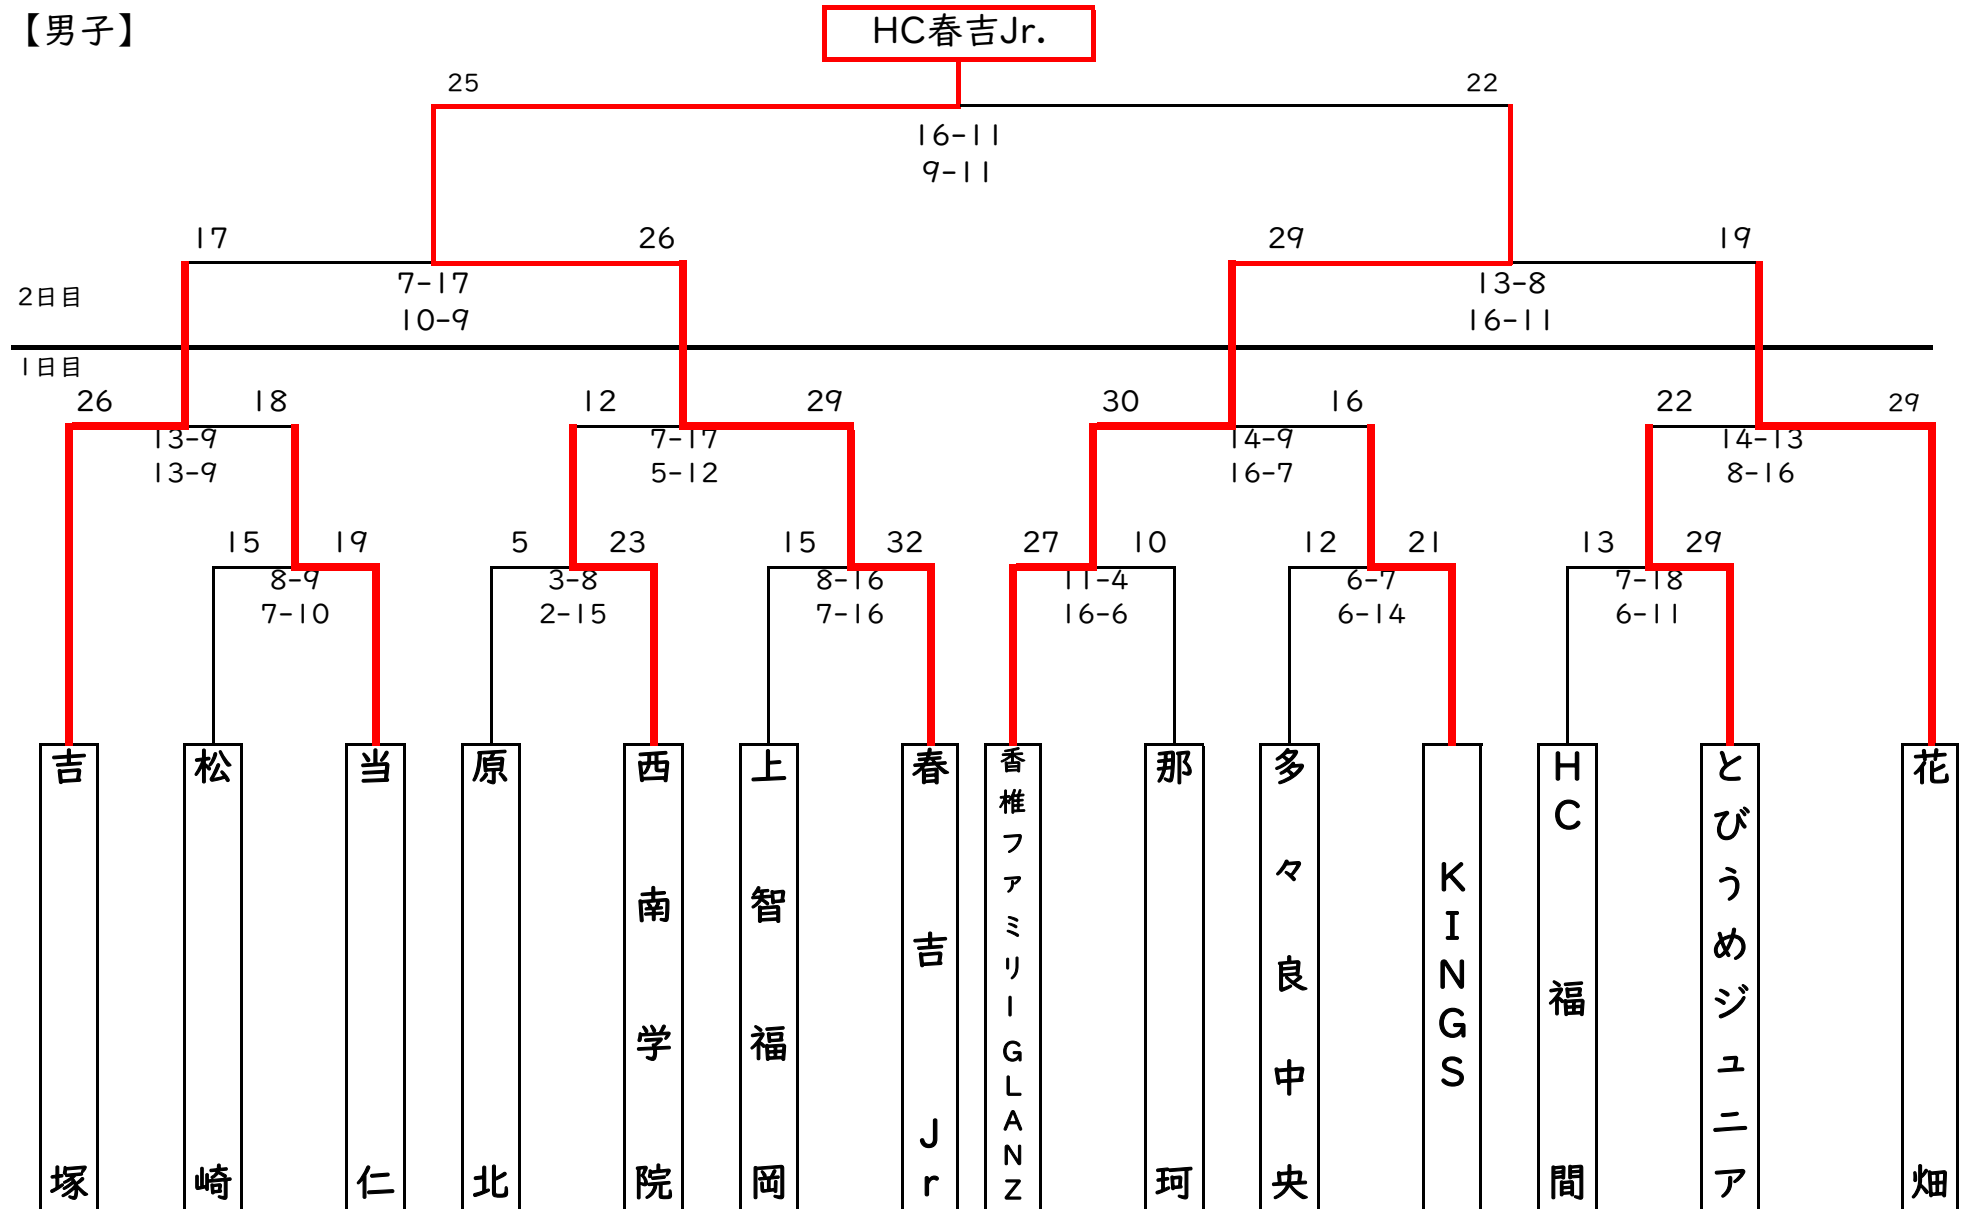 【男子】
HC春吉Jr.
25
22
16-11
9-11
17
26
29
19
7-17
10-9
13-8
16-11
2日目
1日目
26
18
12
29
30
16
22
29
13-9
13-9
7-17
5-12
14-9
16-7
14-13
8-16
15
19
5
23
15
32
27
10
12
21
13
29
8-9
7-10
3-8
2-15
8-16
7-16
11-4
16-6
6-7
6-14
7-18
6-11
吉塚
松崎
当仁
原北
西南学院
上智福岡
春吉Jr
香椎ファミリーGLANZ
那珂
多々良中央
KINGS
HC福間
とびうめジュニア
花畑